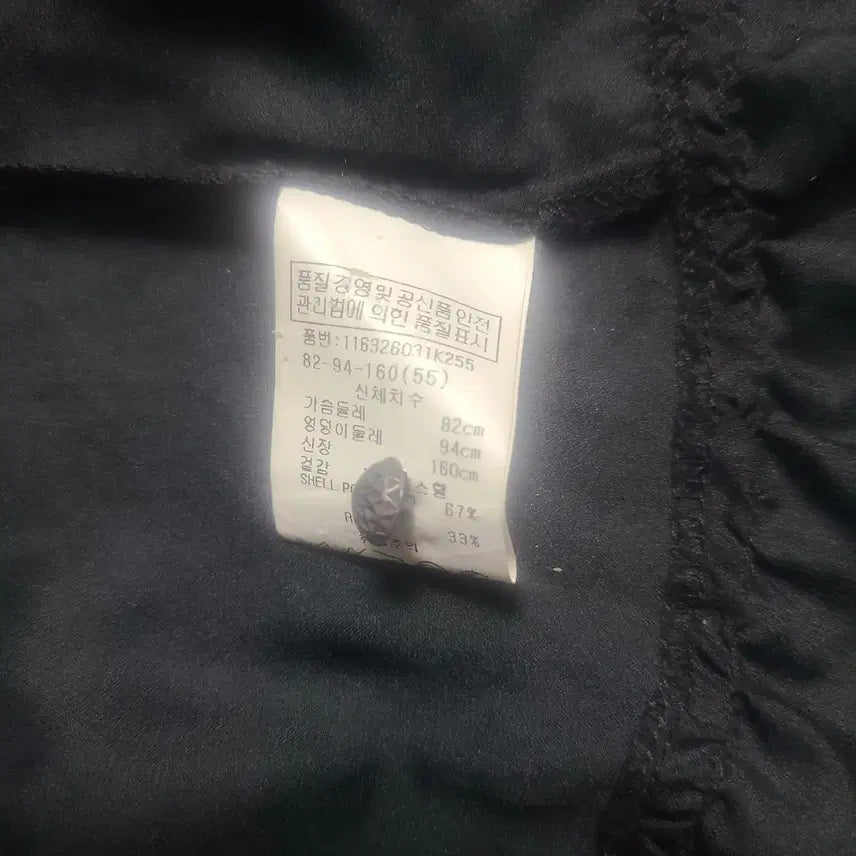 품질경영및 공산품안전
관리법에 의한 품질표시
품번:116326031K255
82-94-160(55)
신체치수
가슴둘레 82cm
엉덩이둘레 94cm
신장 160cm
겉감
SHELL
67%
33%